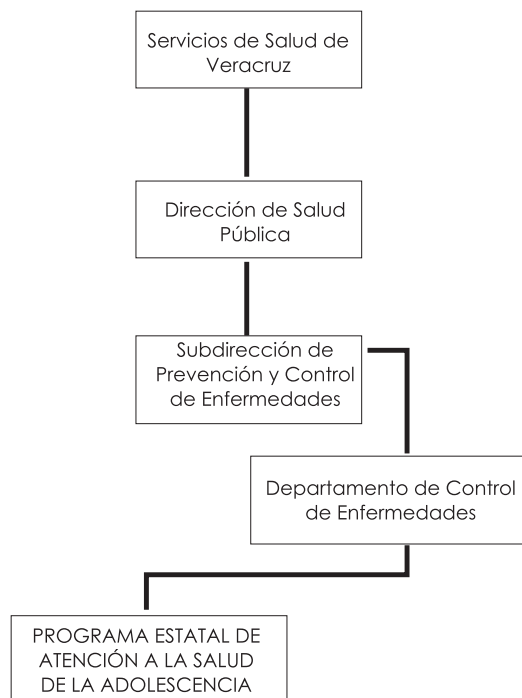 Servicios de Salud de
Veracruz
Dirección de Salud
Pública
Subdirección de
Prevención y Control
de Enfermedades
Departamento de Control
de Enfermedades
PROGRAMA ESTATAL DE
ATENCIÓN A LA SALUD
DE LA ADOLESCENCIA